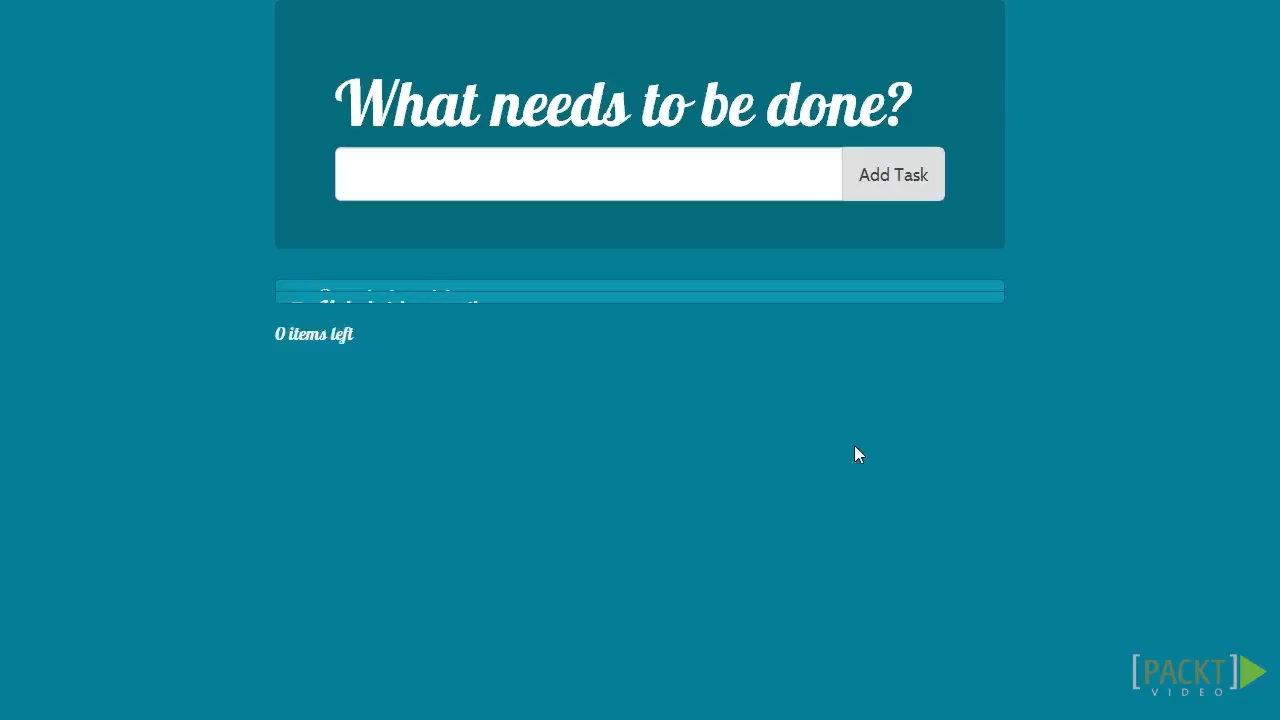 What needs to be done?
Add Task
0 items left
[PACKT]
VIDEO